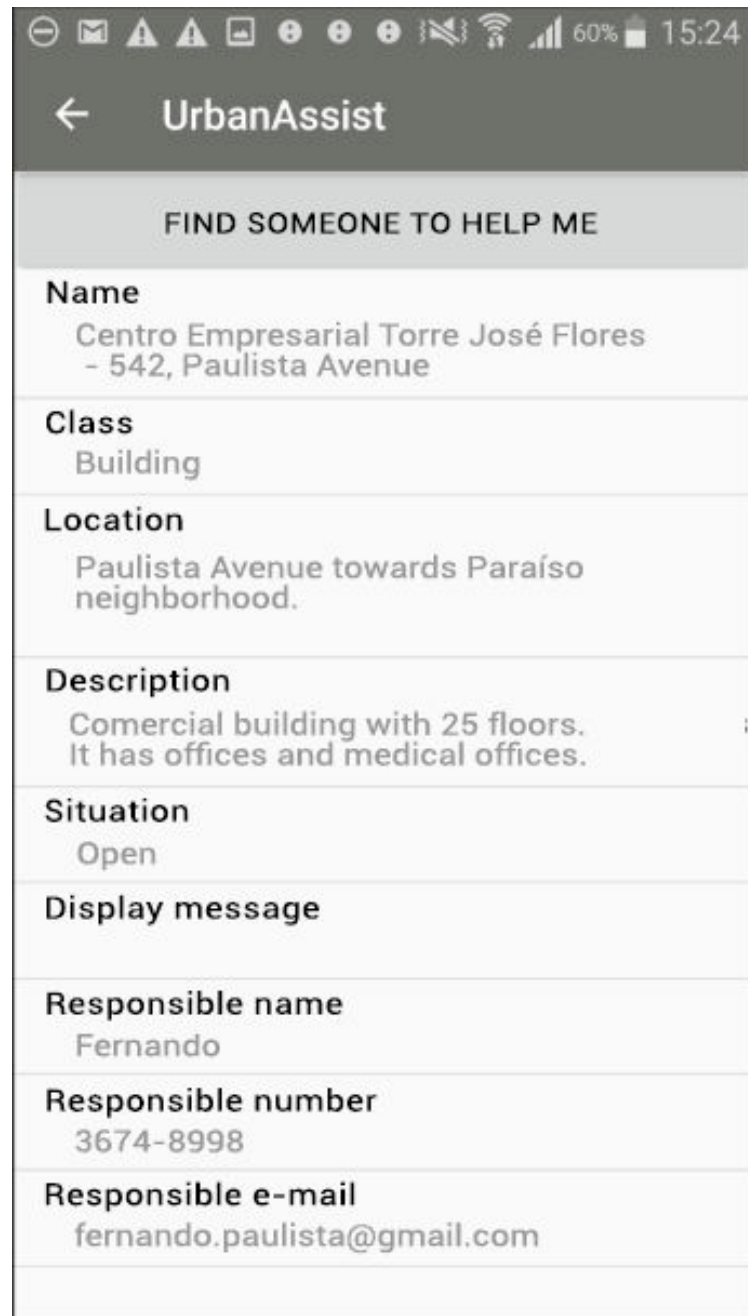 60% 15:24
UrbanAssist
FIND SOMEONE TO HELP ME
Name
Centro Empresarial Torre José Flores
- 542, Paulista Avenue
Class
Building
Location
Paulista Avenue towards Paraíso
neighborhood.
Description
Comercial building with 25 floors.
It has offices and medical offices.
Situation
Open
Display message
Responsible name
Fernando
Responsible number
3674-8998
Responsible e-mail
fernando.paulista@gmail.com